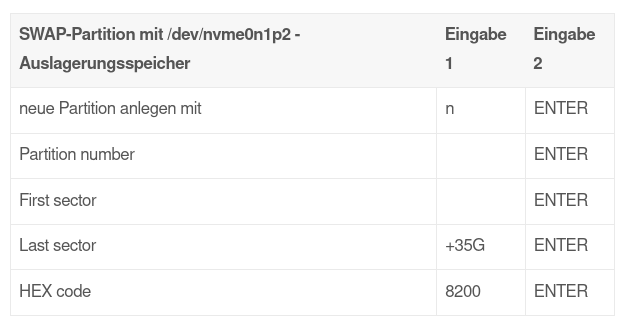 SWAP-Partition mit /dev/nvme0n1p2 - Eingabe Eingabe
Auslagerungsspeicher 1 2
neue Partition anlegen mit n ENTER
Partition number ENTER
First sector ENTER
Last sector +35G ENTER
HEX code 8200 ENTER